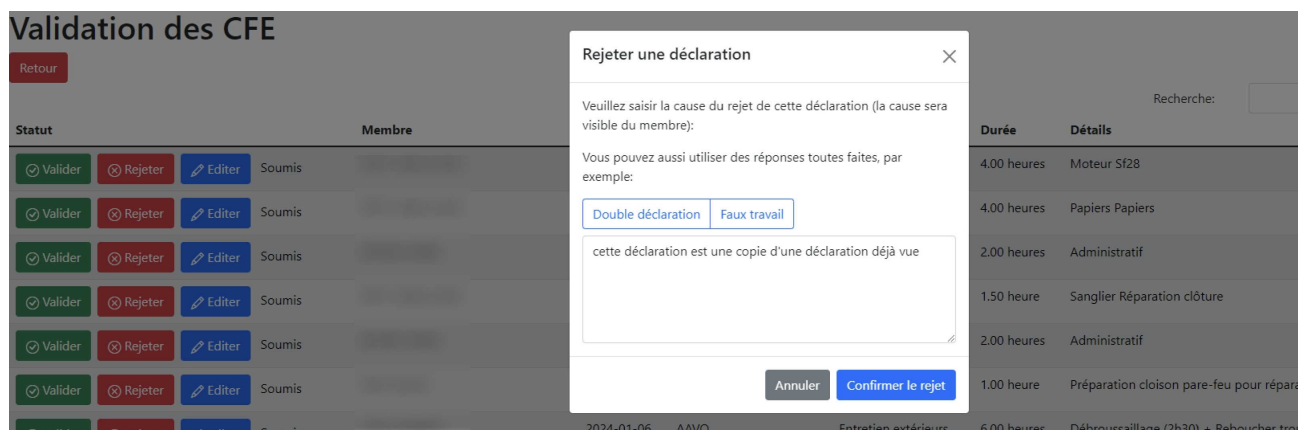 Validation des CFE
Retour
Rejeter une déclaration
Veuillez saisir la cause du rejet de cette déclaration (la cause sera
visible du membre):
Vous pouvez aussi utiliser des réponses toutes faites, par
exemple:
Double déclaration Faux travail
cette déclaration est une copie d'une déclaration déjà vue
Annuler Confirmer le rejet
Recherche:
Statut Membre Durée Détails
Valider Rejeter Editer Soumis 4.00 heures Moteur Sf28
Valider Rejeter Editer Soumis 4.00 heures Papiers Papiers
Valider Rejeter Editer Soumis 2.00 heures Administratif
Valider Rejeter Editer Soumis 1.50 heure Sanglier Réparation clôture
Valider Rejeter Editer Soumis 2.00 heures Administratif
Valider Rejeter Editer Soumis 1.00 heure Préparation cloison pare-feu pour
2024-01-06 AAVO Entretien extérieurs 6.00 heures Débroussaillage (2h30) + Reboucher